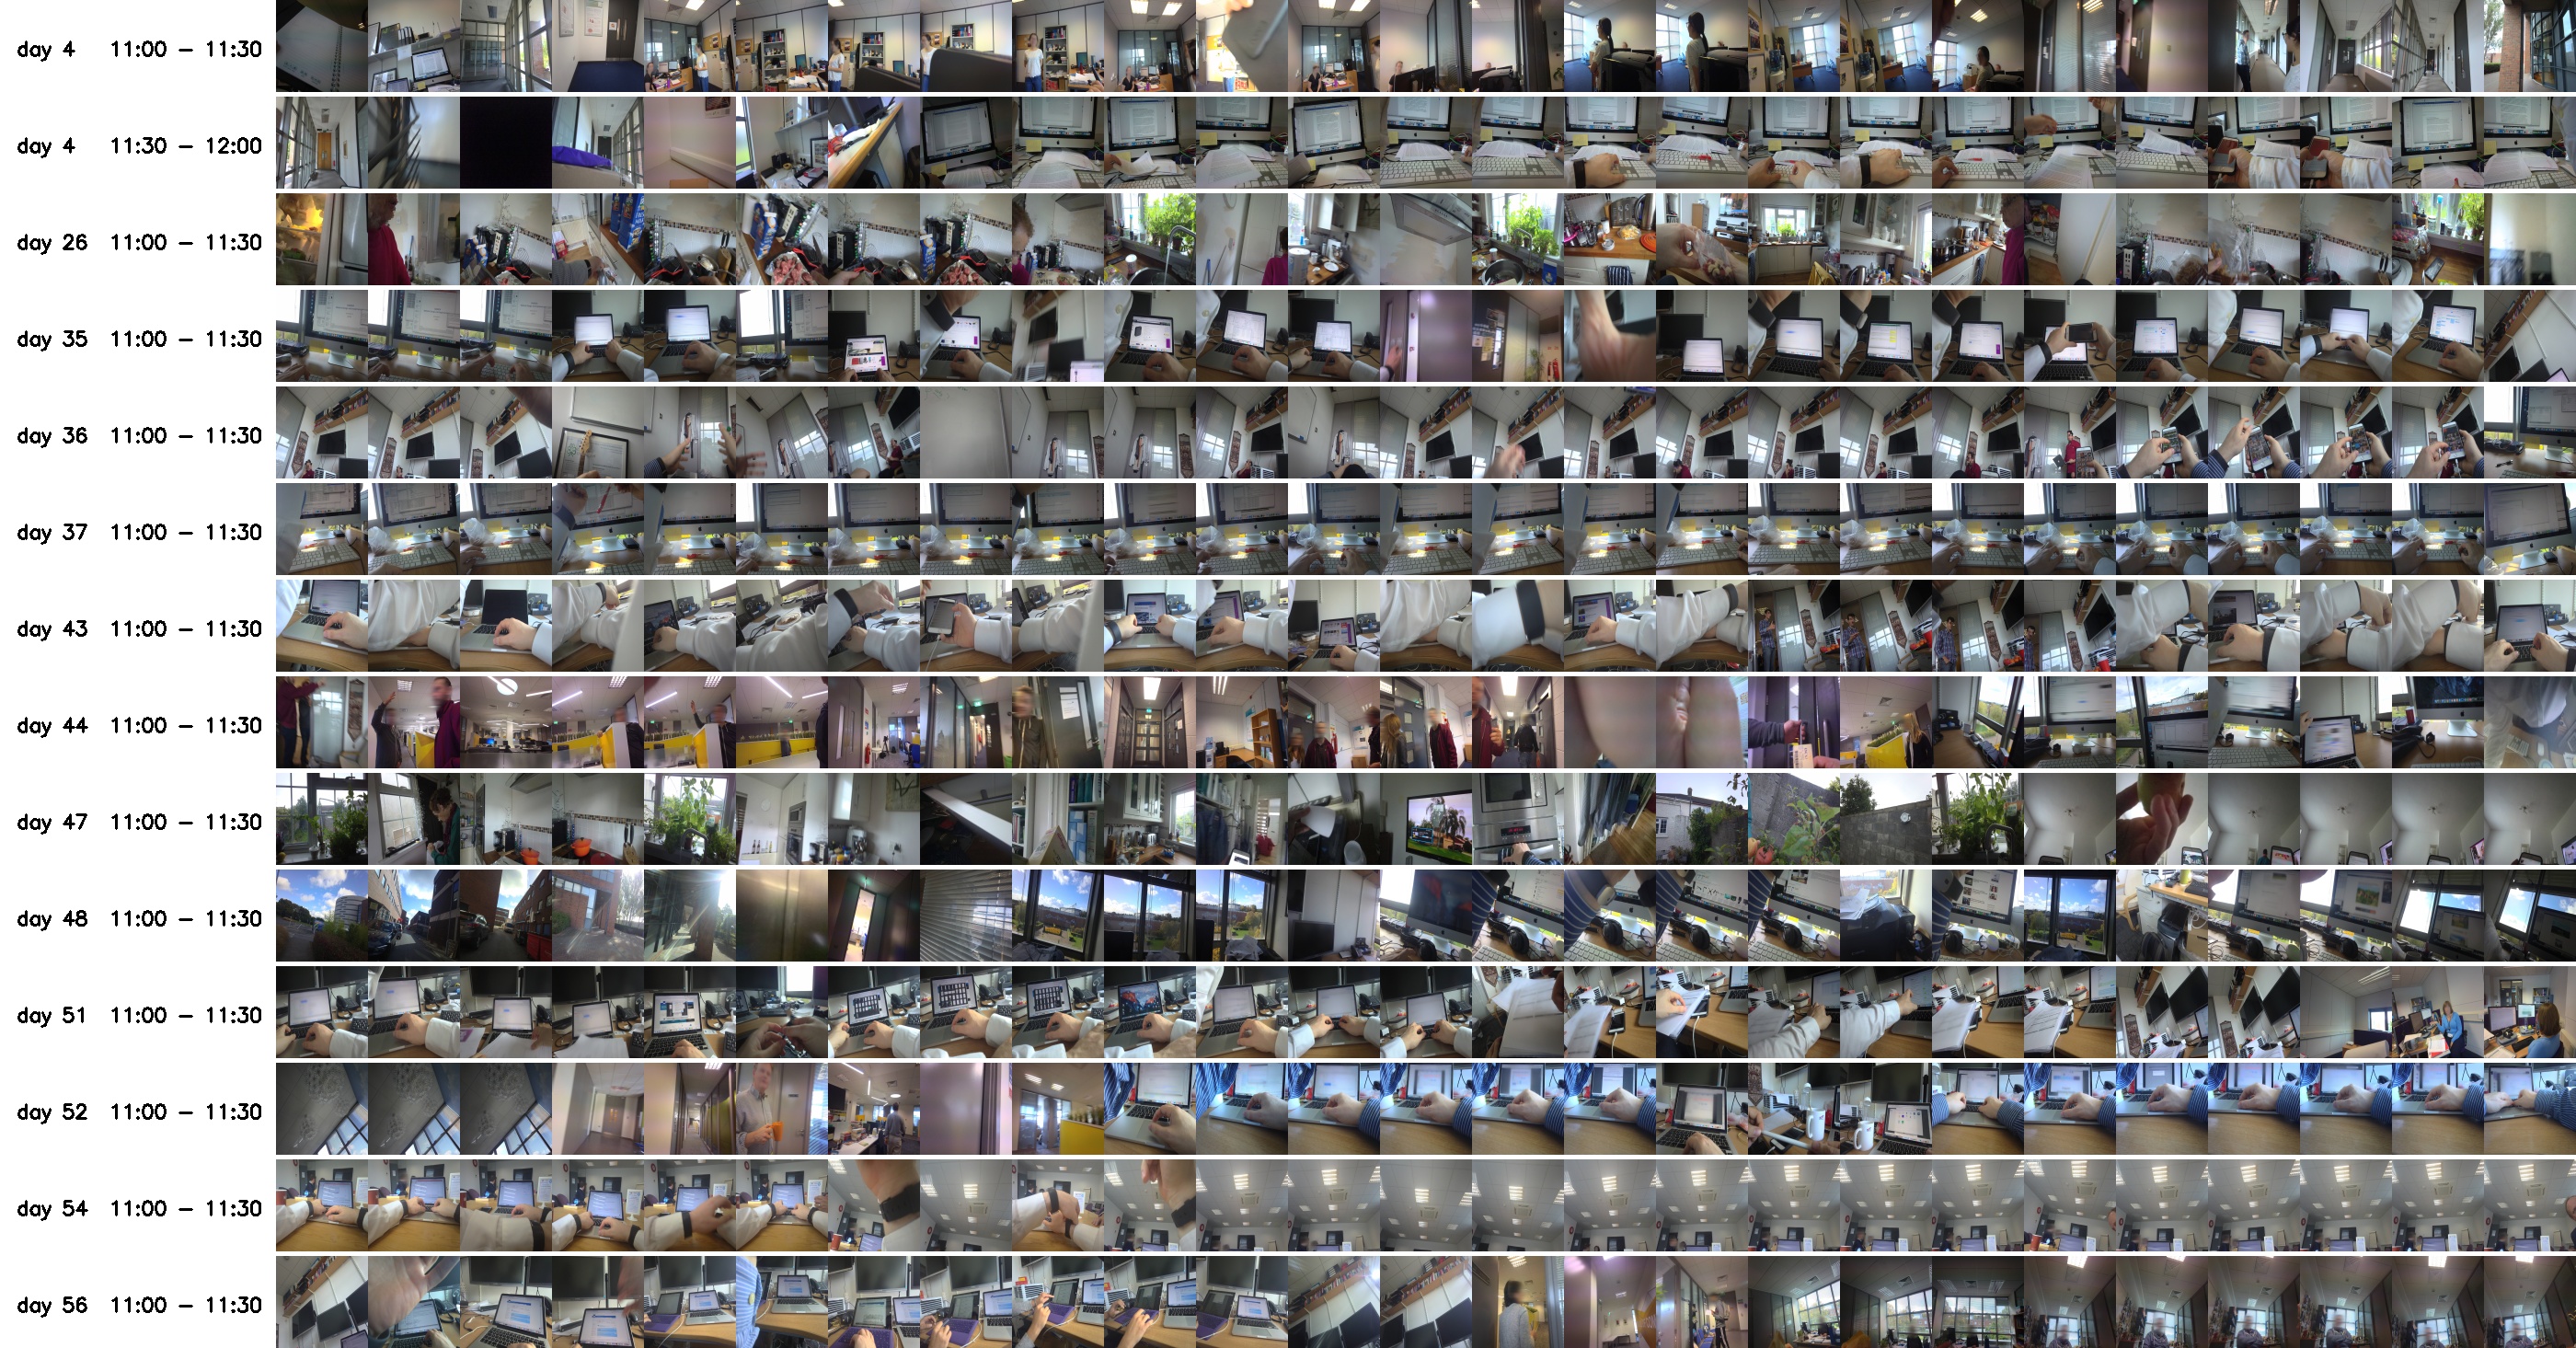 day 4 11:00 – 11:30
day 4 11:30 – 12:00
day 26 11:00 – 11:30
day 35 11:00 – 11:30
day 36 11:00 – 11:30
day 37 11:00 – 11:30
day 43 11:00 – 11:30
day 44 11:00 – 11:30
day 47 11:00 – 11:30
day 48 11:00 – 11:30
day 51 11:00 – 11:30
day 52 11:00 – 11:30
day 54 11:00 – 11:30
day 56 11:00 – 11:30